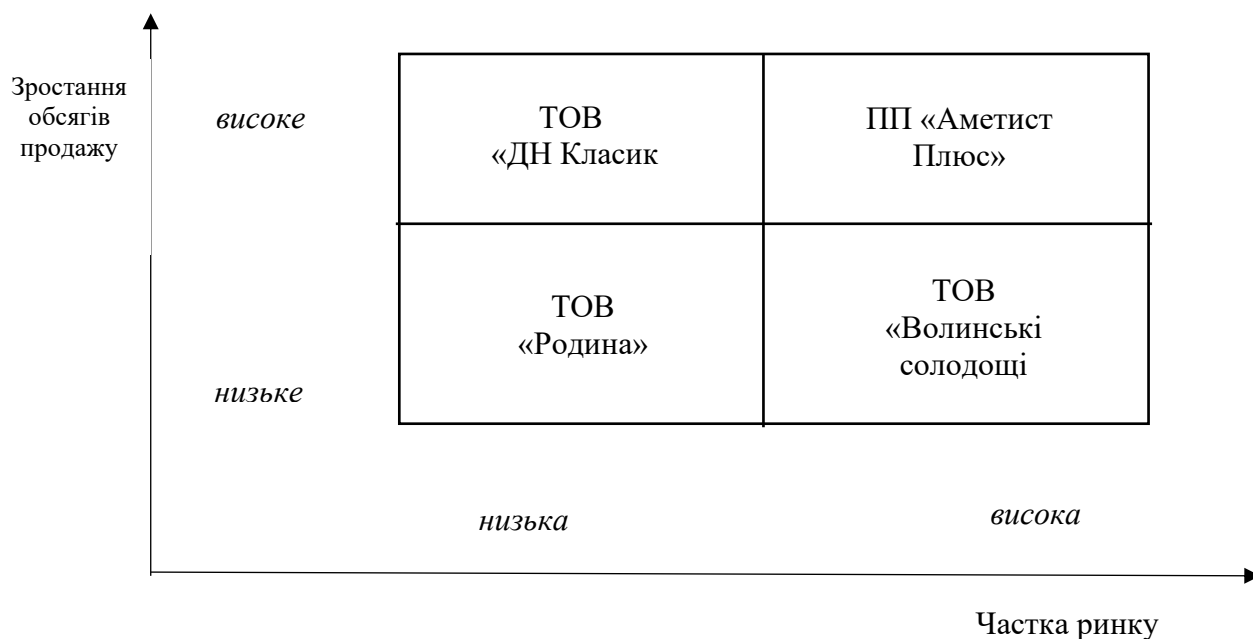 Зростання
обсягів
продажу
високе
ТОВ
«ДН Класик
ПП «Аметист
Плюс»
низьке
ТОВ
«Родина»
ТОВ
«Волинські
солодощі
низька
висока
Частка ринку